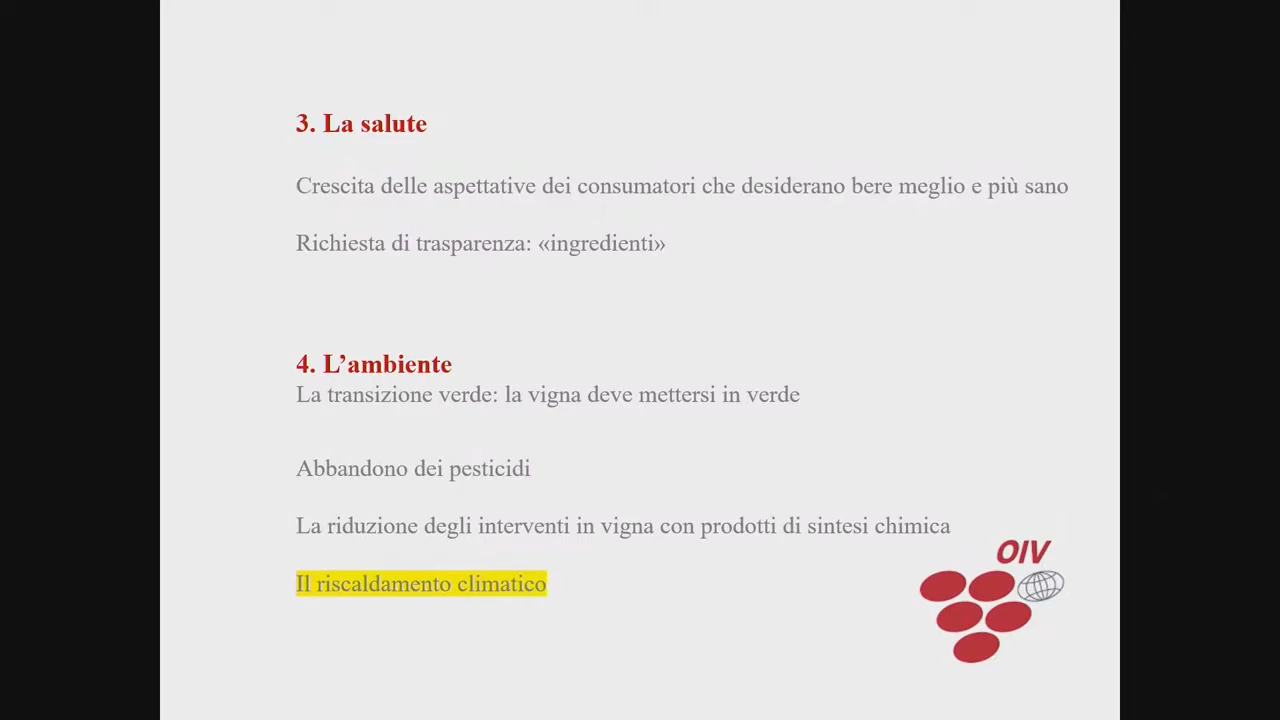 3. La salute
Crescita delle aspettative dei consumatori che desiderano bere meglio e più sano
Richiesta di trasparenza: «ingredienti»
4. L’ambiente
La transizione verde: la vigna deve mettersi in verde
Abbandono dei pesticidi
La riduzione degli interventi in vigna con prodotti di sintesi chimica
Il riscaldamento climatico
OIV